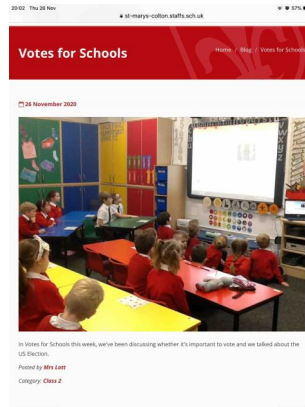 20:02 Thu 26 Nov
57%
st-marys-colton.staffs.sch.uk
Votes for Schools
Home / Blog / Votes for Schools
26 November 2020
In Votes for Schools this week, we've been discussing whether it's important to vote and we talked about the
US Election.
Posted by Mrs Lott
Category: Class 2